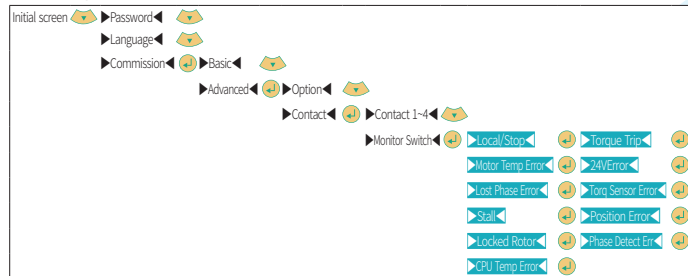 Initial screen ▶Password◀
▶Language◀
▶Commission◀ ▶Basic◀
▶Advanced◀ ▶Option◀
▶Contact◀ ▶Contact 1~4◀
▶Monitor Switch◀ ▶Local/Stop◀ ▶Torque Trip◀
▶Motor Temp Error◀ ▶24VError◀
▶Lost Phase Error◀ ▶Torq Sensor Error◀
▶Stall◀ ▶Position Error◀
▶Locked Rotor◀ ▶Phase Detect Err◀
▶CPU Temp Error◀